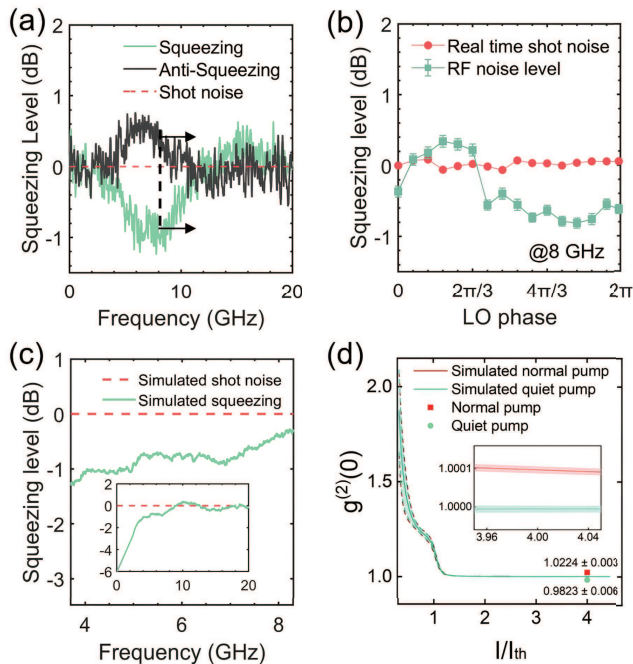 (a)
Squeezing
Anti-Squeezing
Shot noise
Squeezing Level (dB)
2
1
0
-1
-2
0
10
20
Frequency (GHz)
(b)
Real time shot noise
RF noise level
Squeezing level (dB)
2
1
0
-1
-2
@8 GHz
0
2π/3
4π/3
2π
LO phase
(c)
Simulated shot noise
Simulated squeezing
Squeezing level (dB)
1
0
-1
-2
-3
2
0
-2
-4
-6
0
10
20
4
6
8
Frequency (GHz)
(d)
Simulated normal pump
Simulated quiet pump
Normal pump
Quiet pump
g(2)(0)
2.0
1.5
1.0
1.0001
1.0000
3.96
4.00
4.04
1.0224 ± 0.003
0.9823 ± 0.006
1
2
3
4
I/Ith